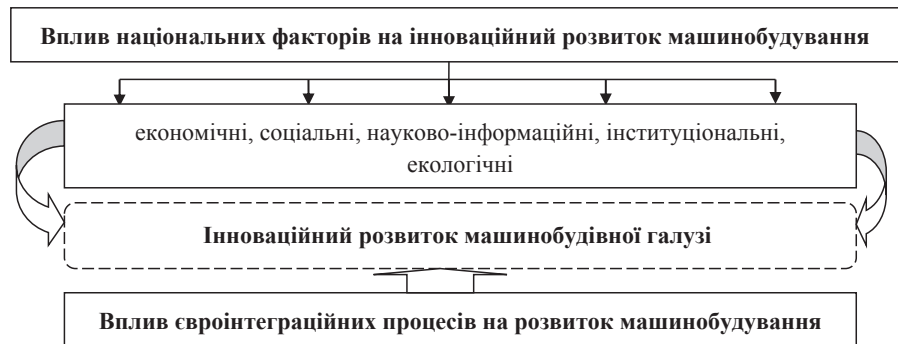 Вплив національних факторів на інноваційний розвиток машинобудування
економічні, соціальні, науково-інформаційні, інституціональні,
екологічні
Інноваційний розвиток машинобудівної галузі
Вплив євроінтеграційних процесів на розвиток машинобудування